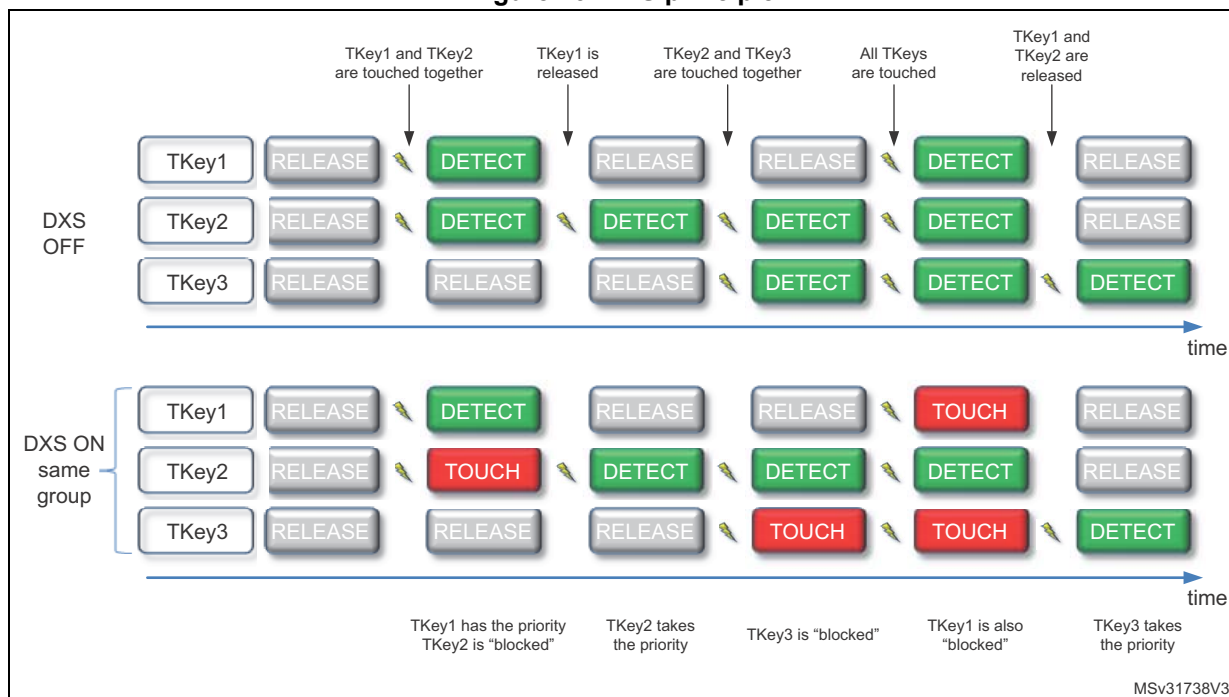 TKey1 and TKey2
are touched together
TKey1 is
released
TKey2 and TKey3
are touched together
All TKeys
are touched
TKey1 and
TKey2 are
released
DXS
OFF
TKey1 RELEASE DETECT RELEASE RELEASE DETECT RELEASE
TKey2 RELEASE DETECT DETECT DETECT DETECT RELEASE
TKey3 RELEASE RELEASE RELEASE DETECT DETECT DETECT
time
DXS ON
same
group
TKey1 RELEASE DETECT RELEASE RELEASE TOUCH RELEASE
TKey2 RELEASE TOUCH DETECT DETECT DETECT RELEASE
TKey3 RELEASE RELEASE RELEASE TOUCH TOUCH DETECT
time
TKey1 has the priority
TKey2 is “blocked”
TKey2 takes
the priority
TKey3 is “blocked”
TKey1 is also
“blocked”
TKey3 takes
the priority
MSv31738V3